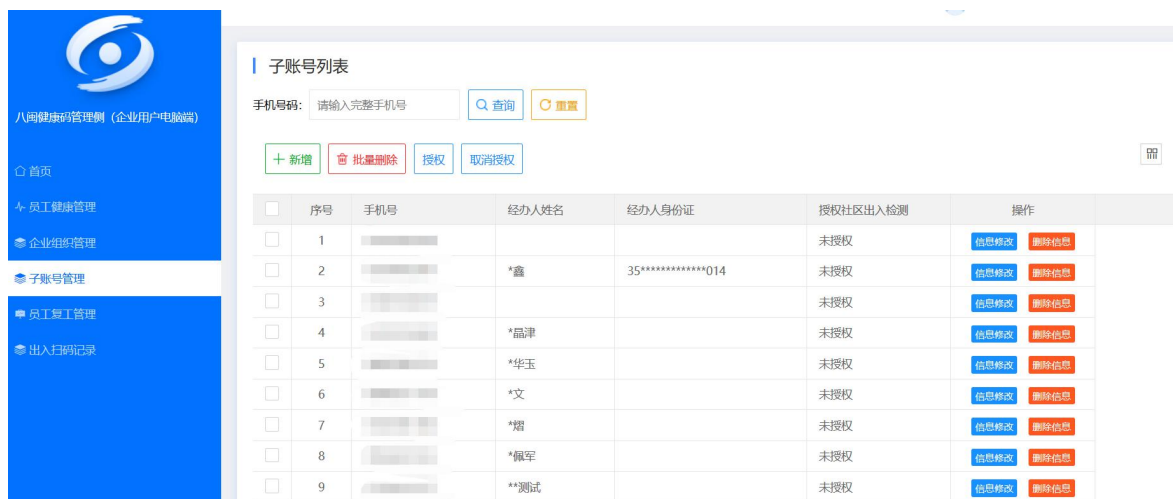 八闽健康码管理侧（企业用户电脑端）
首页
员工健康管理
企业组织管理
子账号管理
员工复工管理
出入扫码记录
子账号列表
手机号码： 请输入完整手机号 查询 重置
新增 批量删除 授权 取消授权
序号 手机号 经办人姓名 经办人身份证 授权社区出入检测 操作
1 未授权 信息修改 删除信息
2 *鑫 35*************014 未授权 信息修改 删除信息
3 未授权 信息修改 删除信息
4 *晶津 未授权 信息修改 删除信息
5 *华玉 未授权 信息修改 删除信息
6 *文 未授权 信息修改 删除信息
7 *熠 未授权 信息修改 删除信息
8 *佩军 未授权 信息修改 删除信息
9 **测试 未授权 信息修改 删除信息